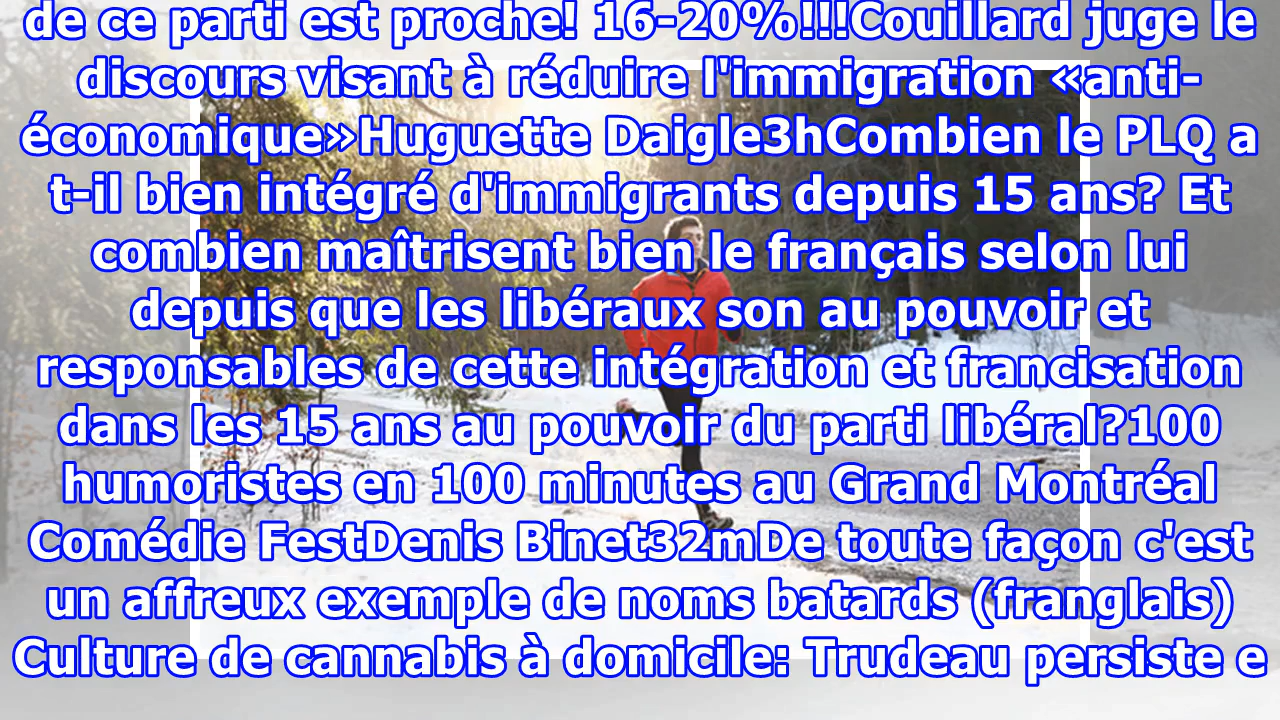 de ce parti est proche! 16-20%!!!Couillard juge le
discours visant à réduire l'immigration «anti-
économique»Huguette Daigle3hCombien le PLQ a
t-il bien intégré d'immigrants depuis 15 ans? Et
combien maîtrisent bien le français selon lui
depuis que les libéraux son au pouvoir et
responsables de cette intégration et francisation
dans les 15 ans au pouvoir du parti libéral?100
humoristes en 100 minutes au Grand Montréal
Comédie FestDenis Binet32mDe toute façon c'est
un affreux exemple de noms batards (franglais)
Culture de cannabis à domicile: Trudeau persiste e